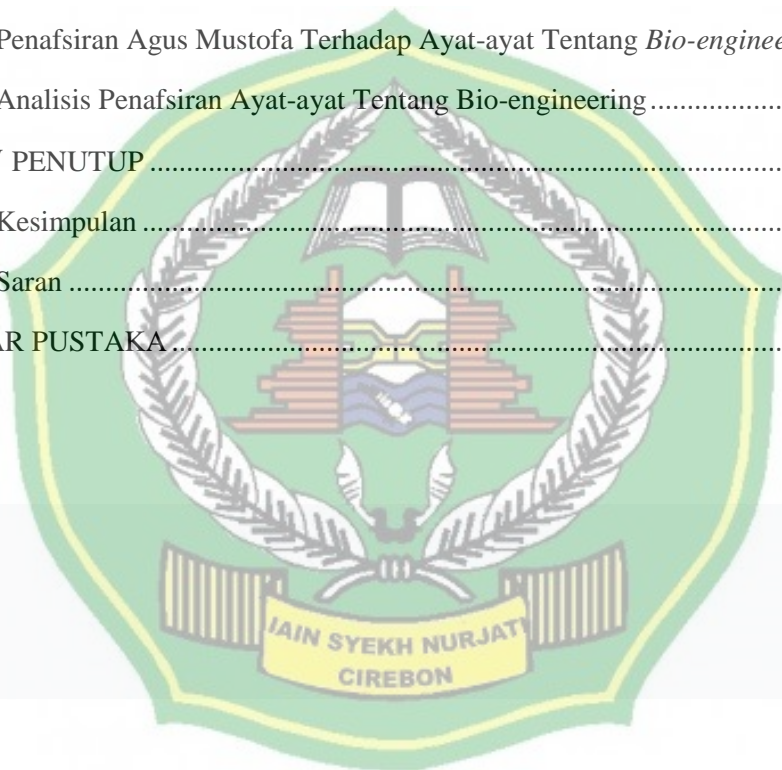 Penafsiran Agus Mustofa Terhadap Ayat-ayat Tentang Bio-enginee
Analisis Penafsiran Ayat-ayat Tentang Bio-engineering ....................
PENUTUP ....................................................................................
Kesimpulan ....................................................................................
Saran ....................................................................................
AR PUSTAKA ....................................................................................
IAIN SYEKH NURJATI
CIREBON